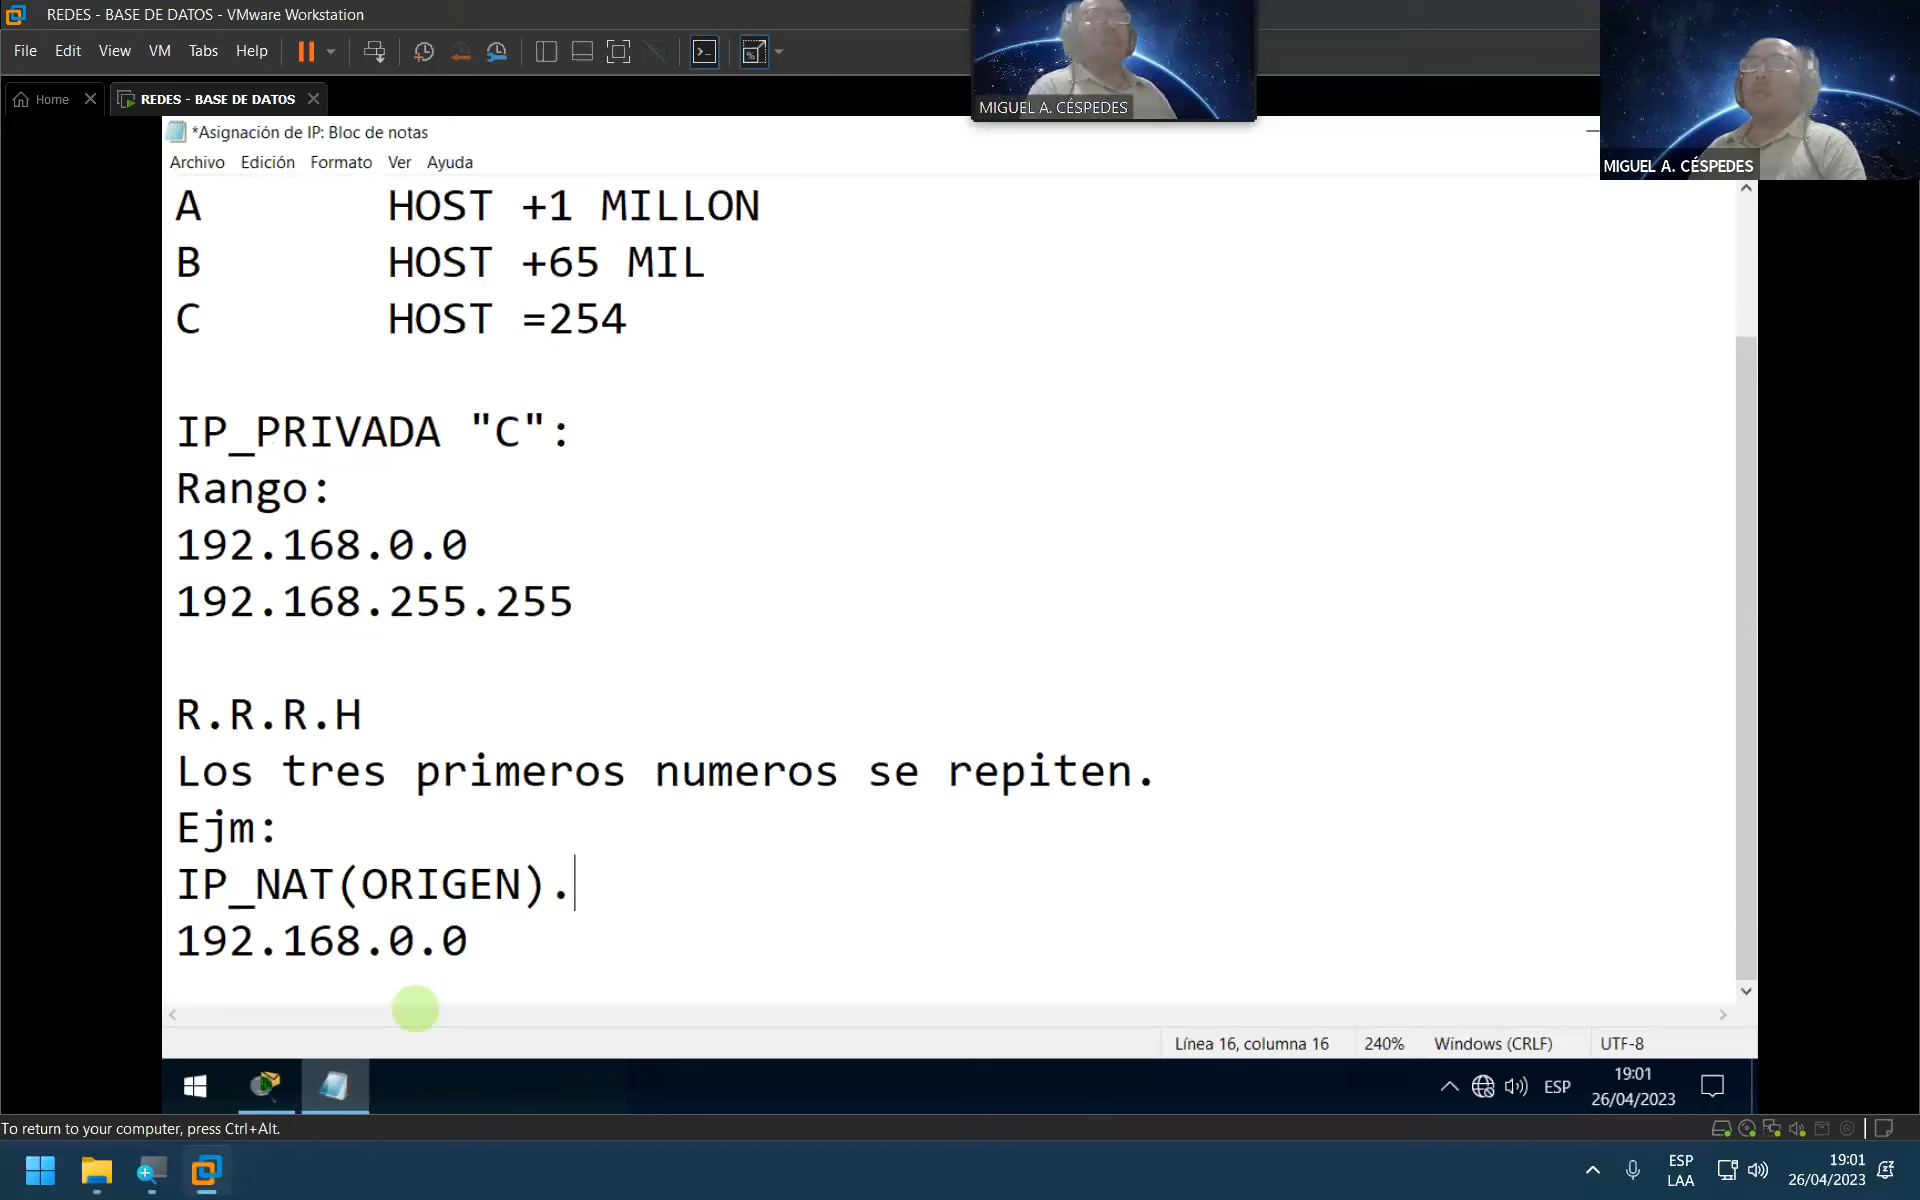 REDES - BASE DE DATOS - VMware Workstation
File Edit View VM Tabs Help
Home
REDES - BASE DE DATOS
MIGUEL A. CÉSPEDES
MIGUEL A. CÉSPEDES
*Asignación de IP: Bloc de notas
Archivo Edición Formato Ver Ayuda
A HOST +1 MILLON
B HOST +65 MIL
C HOST =254
IP_PRIVADA "C":
Rango:
192.168.0.0
192.168.255.255
R.R.R.H
Los tres primeros numeros se repiten.
Ejm:
IP_NAT(ORIGEN).
192.168.0.0
Línea 16, columna 16 240% Windows (CRLF) UTF-8
ESP 19:01
26/04/2023
To return to your computer, press Ctrl+Alt.
ESP
LAA
19:01
26/04/2023